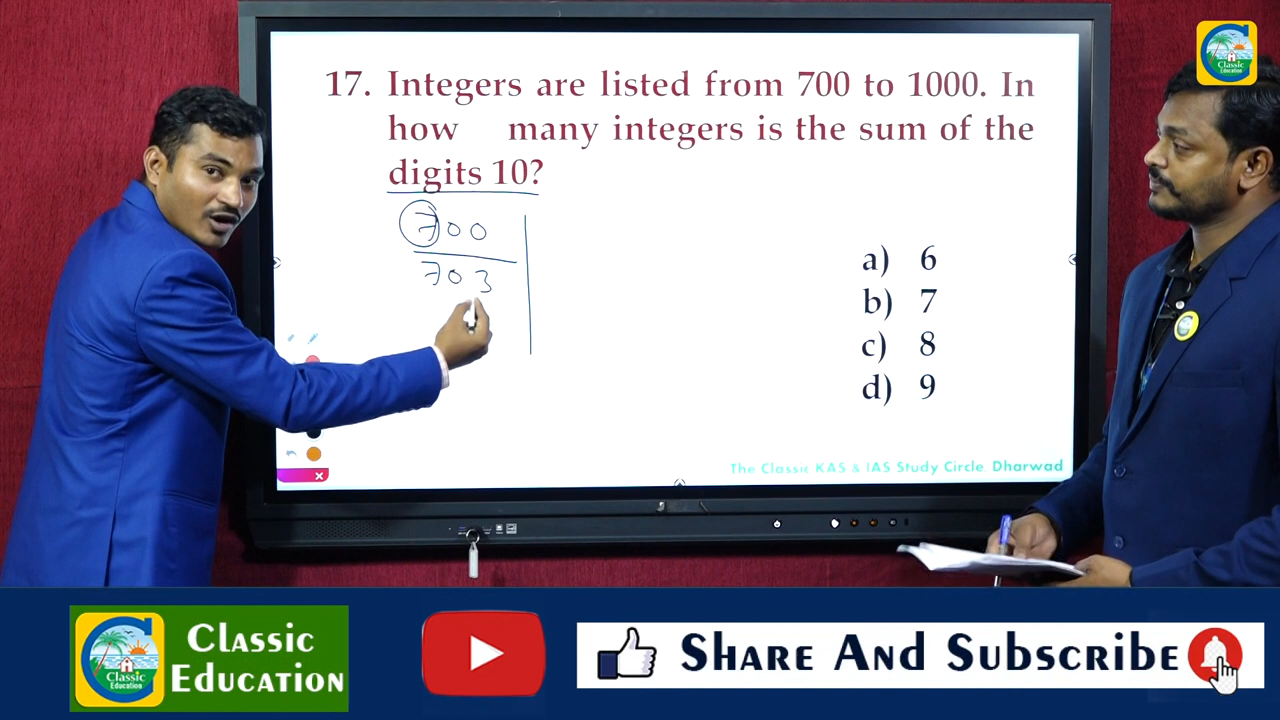 Classic
Education
17. Integers are listed from 700 to 1000. In
how many integers is the sum of the
digits 10?
700
703
a) 6
b) 7
c) 8
d) 9
The Classic KAS & IAS Study Circle Dharwad
Classic
Education
Classic
Education
Share And Subscribe